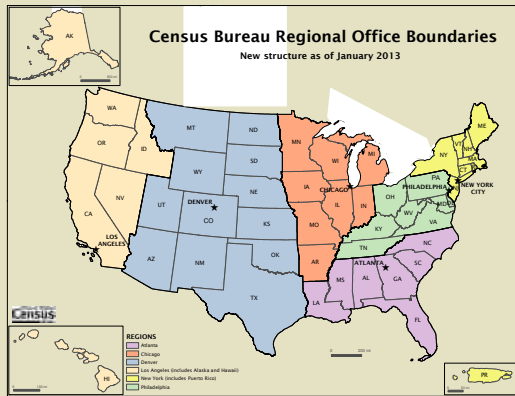 Census Bureau Regional Office Boundaries
New structure as of January 2013
AK
WA
MT
ND
MN
ME
OR
ID
WI
MI
NY
VT
NH
MA
CT
SD
WY
IA
CHICAGO
PA
PHILADELPHIA
NEW YORK
CITY
NE
NV
UT
DENVER
CO
IL
IN
OH
WV
MD
VA
CA
KS
MO
KY
LOS
ANGELES
AZ
NM
OK
AR
TN
NC
ATLANTA
SC
MS
AL
GA
TX
LA
FL
Census
HI
REGIONS
Atlanta
Chicago
Denver
Los Angeles (includes Alaska and Hawaii)
New York (includes Puerto Rico)
Philadelphia
PR